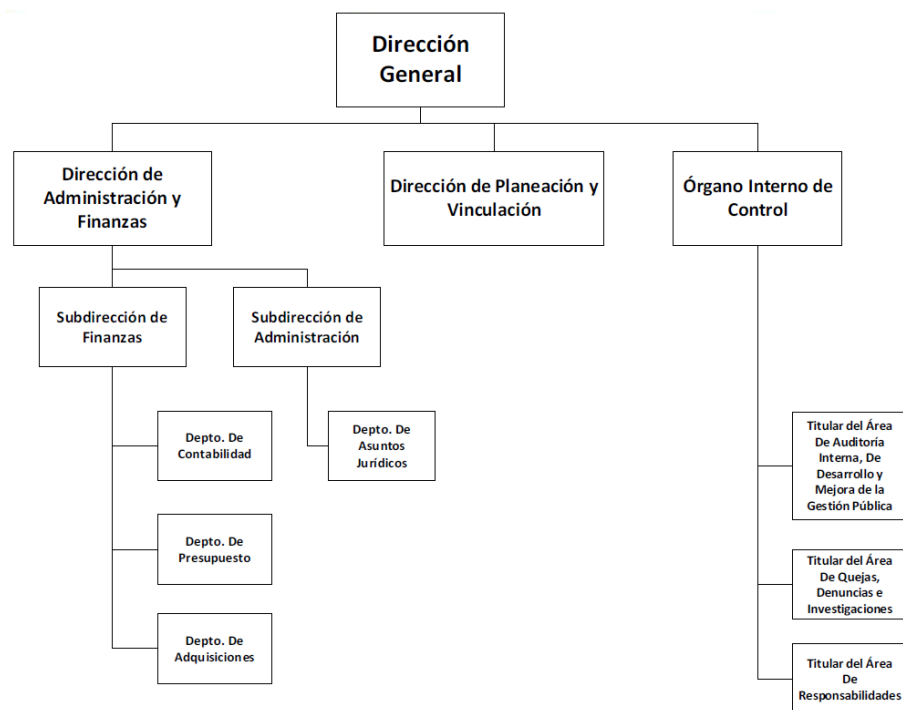 Dirección
General
Dirección de
Administración y
Finanzas
Dirección de Planeación y
Vinculación
Órgano Interno de
Control
Subdirección de
Finanzas
Subdirección de
Administración
Depto. De
Contabilidad
Depto. De
Asuntos
Jurídicos
Titular del Área
De Auditoría
Interna, De
Desarrollo y
Mejora de la
Gestión Pública
Depto. De
Presupuesto
Titular del Área
De Quejas,
Denuncias e
Investigaciones
Depto. De
Adquisiciones
Titular del Área
De
Responsabilidades